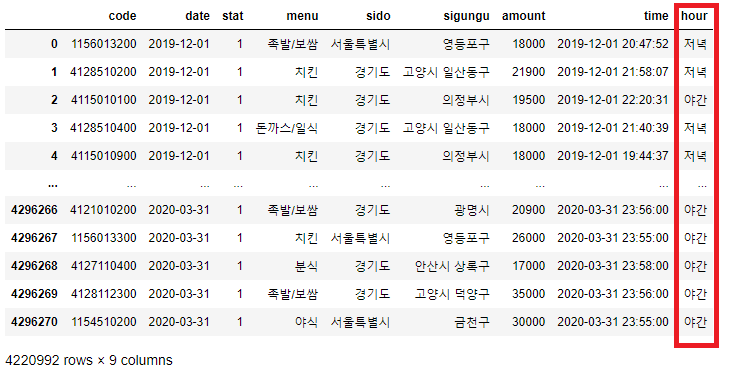 code date stat menu sido sigungu amount time hour
0 1156013200 2019-12-01 1 족발/보쌈 서울특별시 영등포구 18000 2019-12-01 20:47:52 저녁
1 4128510200 2019-12-01 1 치킨 경기도 고양시 일산동구 21900 2019-12-01 21:58:07 저녁
2 4115010100 2019-12-01 1 치킨 경기도 의정부시 19500 2019-12-01 22:20:31 야간
3 4128510400 2019-12-01 1 돈까스/일식 경기도 고양시 일산동구 18000 2019-12-01 21:40:39 저녁
4 4115010900 2019-12-01 1 치킨 경기도 의정부시 18000 2019-12-01 19:44:37 저녁
... ... ... ... ... ... ... ... ... ...
4296266 4121010200 2020-03-31 1 족발/보쌈 경기도 광명시 20900 2020-03-31 23:56:00 야간
4296267 1156013300 2020-03-31 1 치킨 서울특별시 영등포구 26000 2020-03-31 23:55:00 야간
4296268 4127110400 2020-03-31 1 분식 경기도 안산시 상록구 17000 2020-03-31 23:58:00 야간
4296269 4128112300 2020-03-31 1 족발/보쌈 경기도 고양시 덕양구 35000 2020-03-31 23:56:00 야간
4296270 1154510200 2020-03-31 1 야식 서울특별시 금천구 30000 2020-03-31 23:55:00 야간
4220992 rows × 9 columns